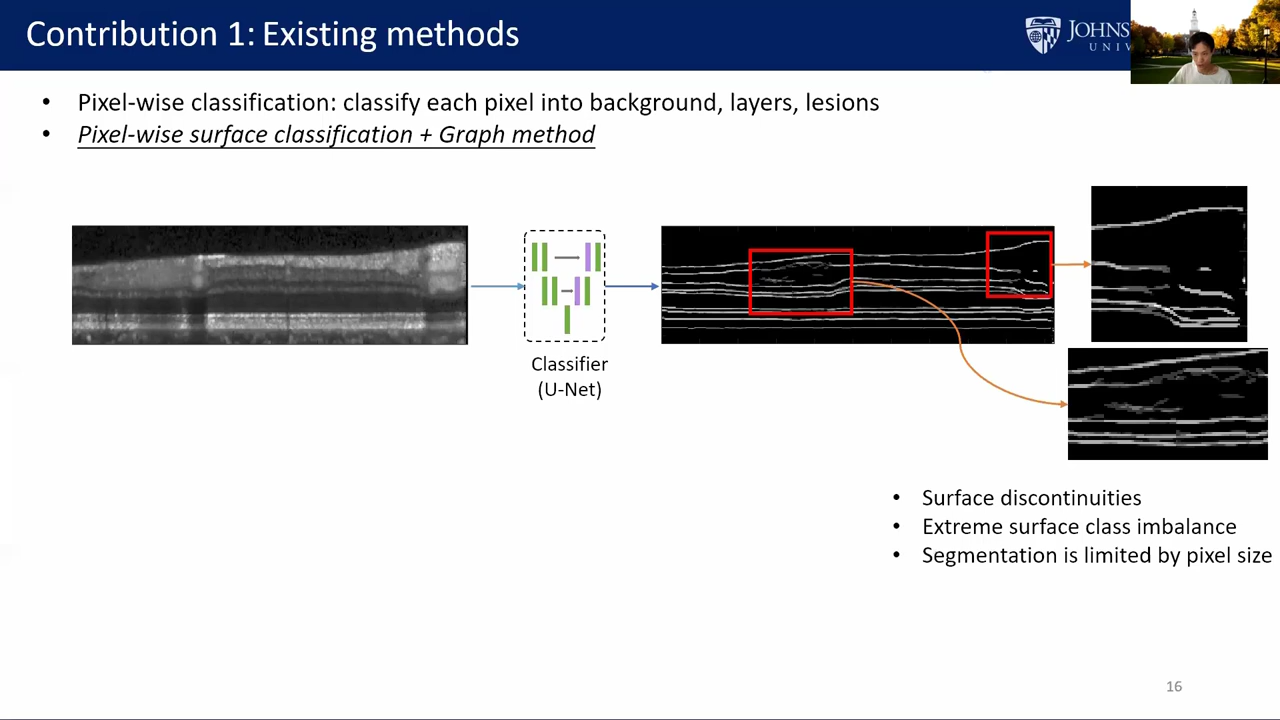 Contribution 1: Existing methods
JOHNS
UNIV
• Pixel-wise classification: classify each pixel into background, layers, lesions
• Pixel-wise surface classification + Graph method
Classifier
(U-Net)
• Surface discontinuities
• Extreme surface class imbalance
• Segmentation is limited by pixel size
16